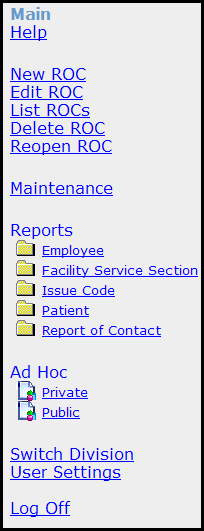 Main
Help
New ROC
Edit ROC
List ROCs
Delete ROC
Reopen ROC
Maintenance
Reports
Employee
Facility Service Section
Issue Code
Patient
Report of Contact
Ad Hoc
Private
Public
Switch Division
User Settings
Log Off